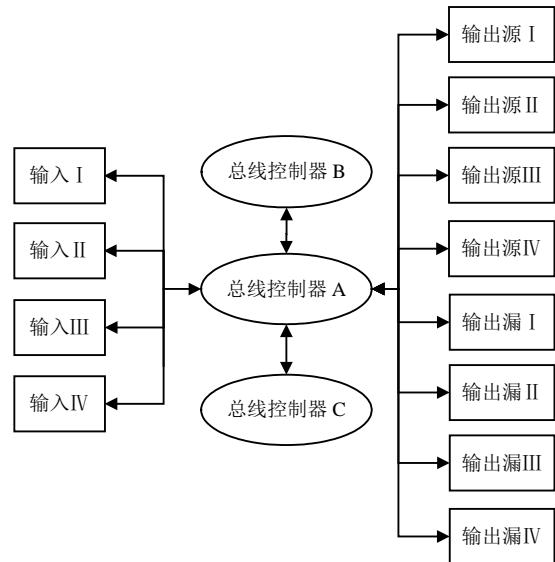 输入Ⅰ
输入Ⅱ
输入Ⅲ
输入Ⅳ
总线控制器 B
总线控制器 A
总线控制器 C
输出源Ⅰ
输出源Ⅱ
输出源Ⅲ
输出源Ⅳ
输出漏Ⅰ
输出漏Ⅱ
输出漏Ⅲ
输出漏Ⅳ